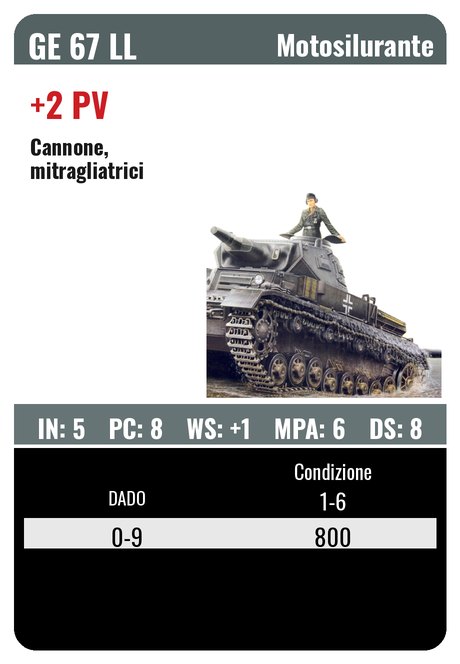 GE 67 LL Motosilurante
+2 PV
Cannone,
mitragliatrici
IN: 5 PC: 8 WS: +1 MPA: 6 DS: 8
Condizione
DADO 1-6
0-9 800